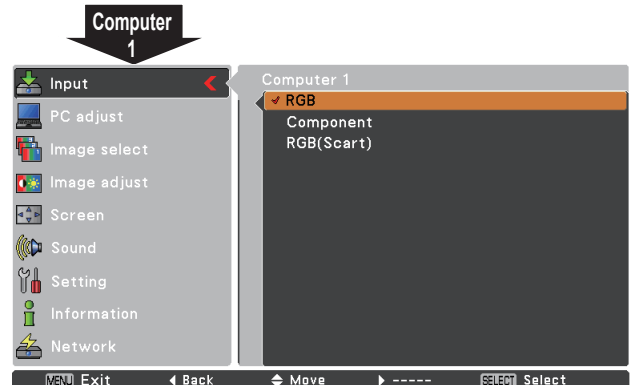 Computer
1
Input
Computer 1
RGB
PC adjust
Component
Image select
RGB(Scart)
Image adjust
Screen
Sound
Setting
Information
Network
MENU Exit Back Move ----- SELECT Select